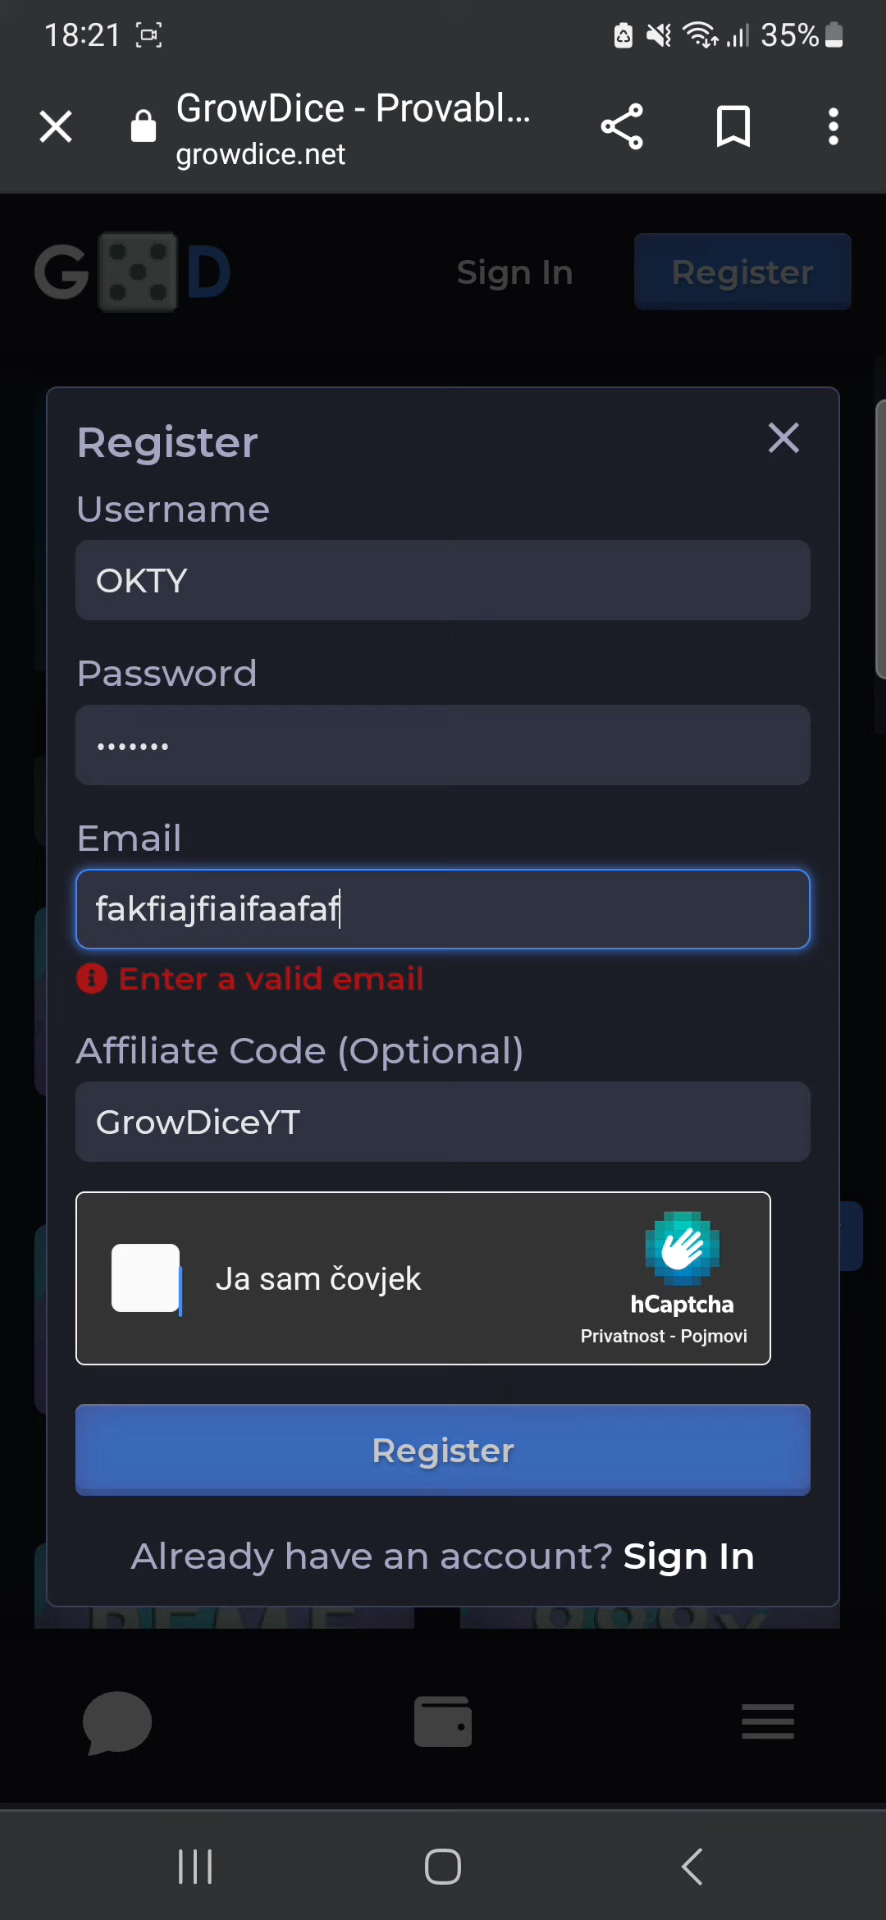 18:21
35%
GrowDice - Provabl...
growdice.net
G D
Sign In
Register
Register
Username
OKTY
Password
•••••••
Email
fakfiajfiaifaafaf
Enter a valid email
Affiliate Code (Optional)
GrowDiceYT
Ja sam čovjek
hCaptcha
Privatnost - Pojmovi
Register
Already have an account? Sign In